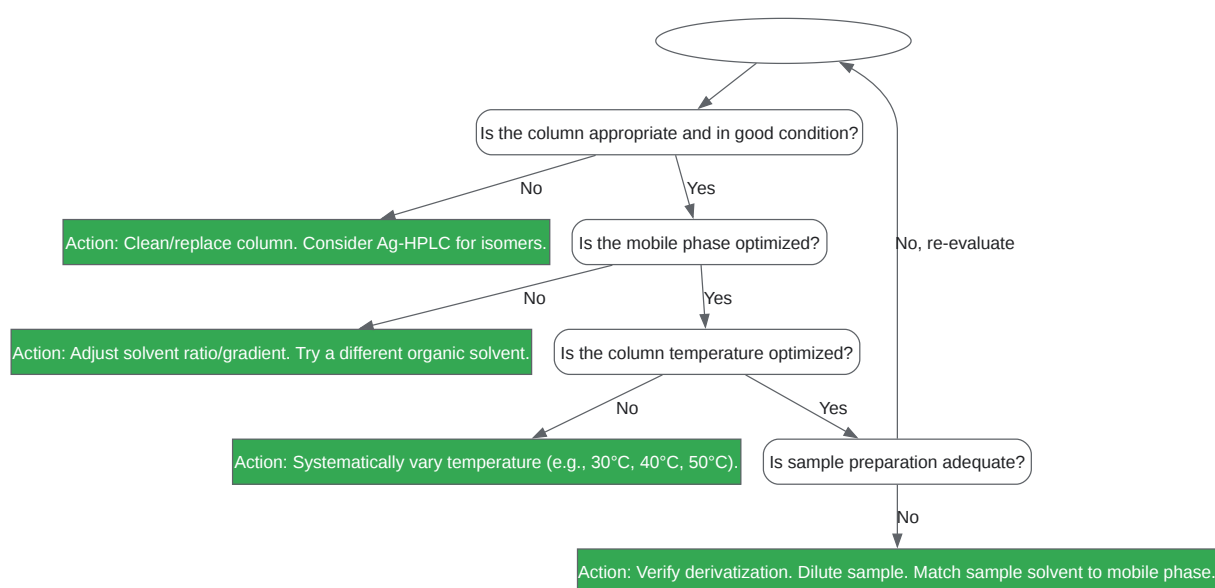 Is the column appropriate and in good condition?
No
Yes
Action: Clean/replace column. Consider Ag-HPLC for isomers.
Is the mobile phase optimized?
No, re-evaluate
No
Yes
Action: Adjust solvent ratio/gradient. Try a different organic solvent.
Is the column temperature optimized?
No
Yes
Action: Systematically vary temperature (e.g., 30°C, 40°C, 50°C).
Is sample preparation adequate?
No
Action: Verify derivatization. Dilute sample. Match sample solvent to mobile phase.